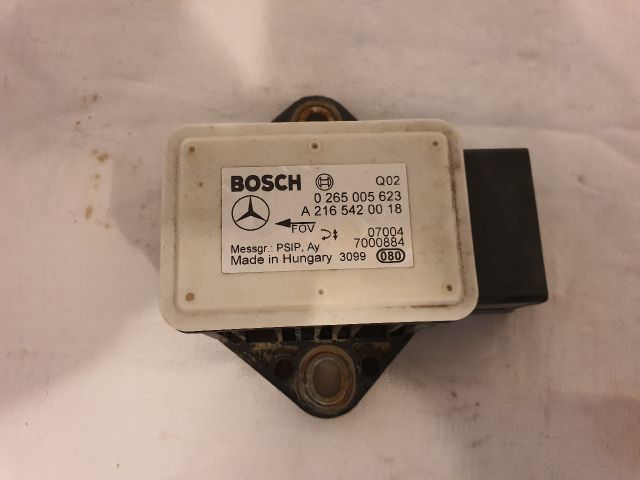 BOSCH
Q02
0 265 005 623
A 216 542 00 18
FOV
07004
7000884
Messgr.: PSIP, Ay
Made in Hungary 3099 080